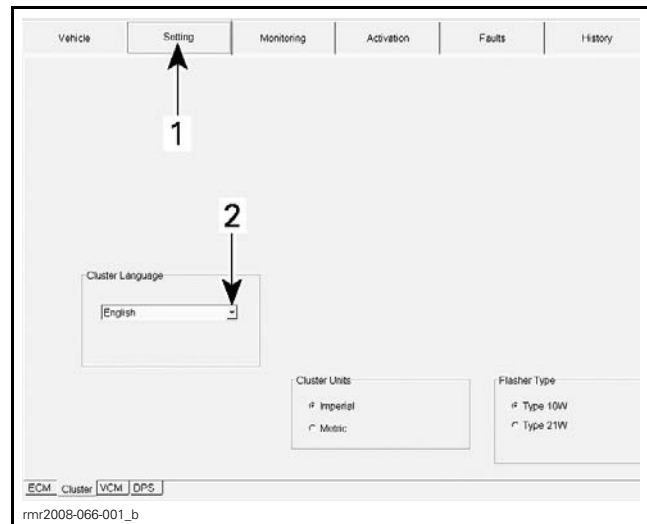 Vehicle Setting Monitoring Activation Faults History
1
2
Cluster Language
English
Cluster Units Flasher Type
Imperial Type 10W
Metric Type 21W
ECM Cluster VCM DPS
rmr2008-066-001_b